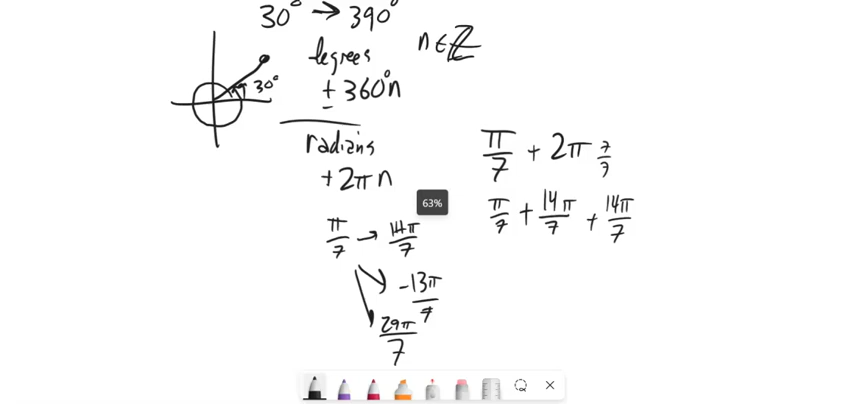 30° → 390°
degrees
n ∈ ℤ
30°
± 360°n
radians
+ 2πn
π/7 + 2π 7/7
63%
π/7 → 14π/7
π/7 + 14π/7 + 14π/7
-13π/7
29π/7